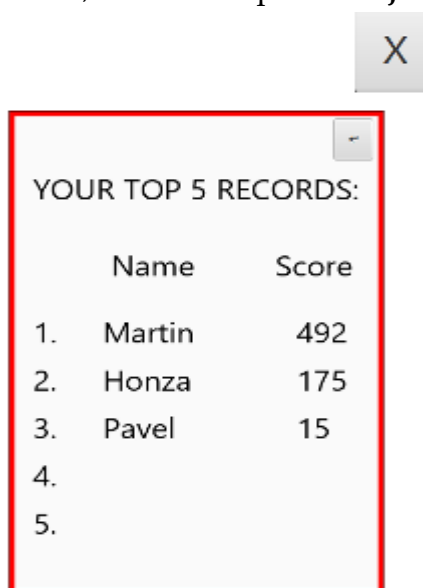 X
YOUR TOP 5 RECORDS:
Name Score
1. Martin 492
2. Honza 175
3. Pavel 15
4.
5.